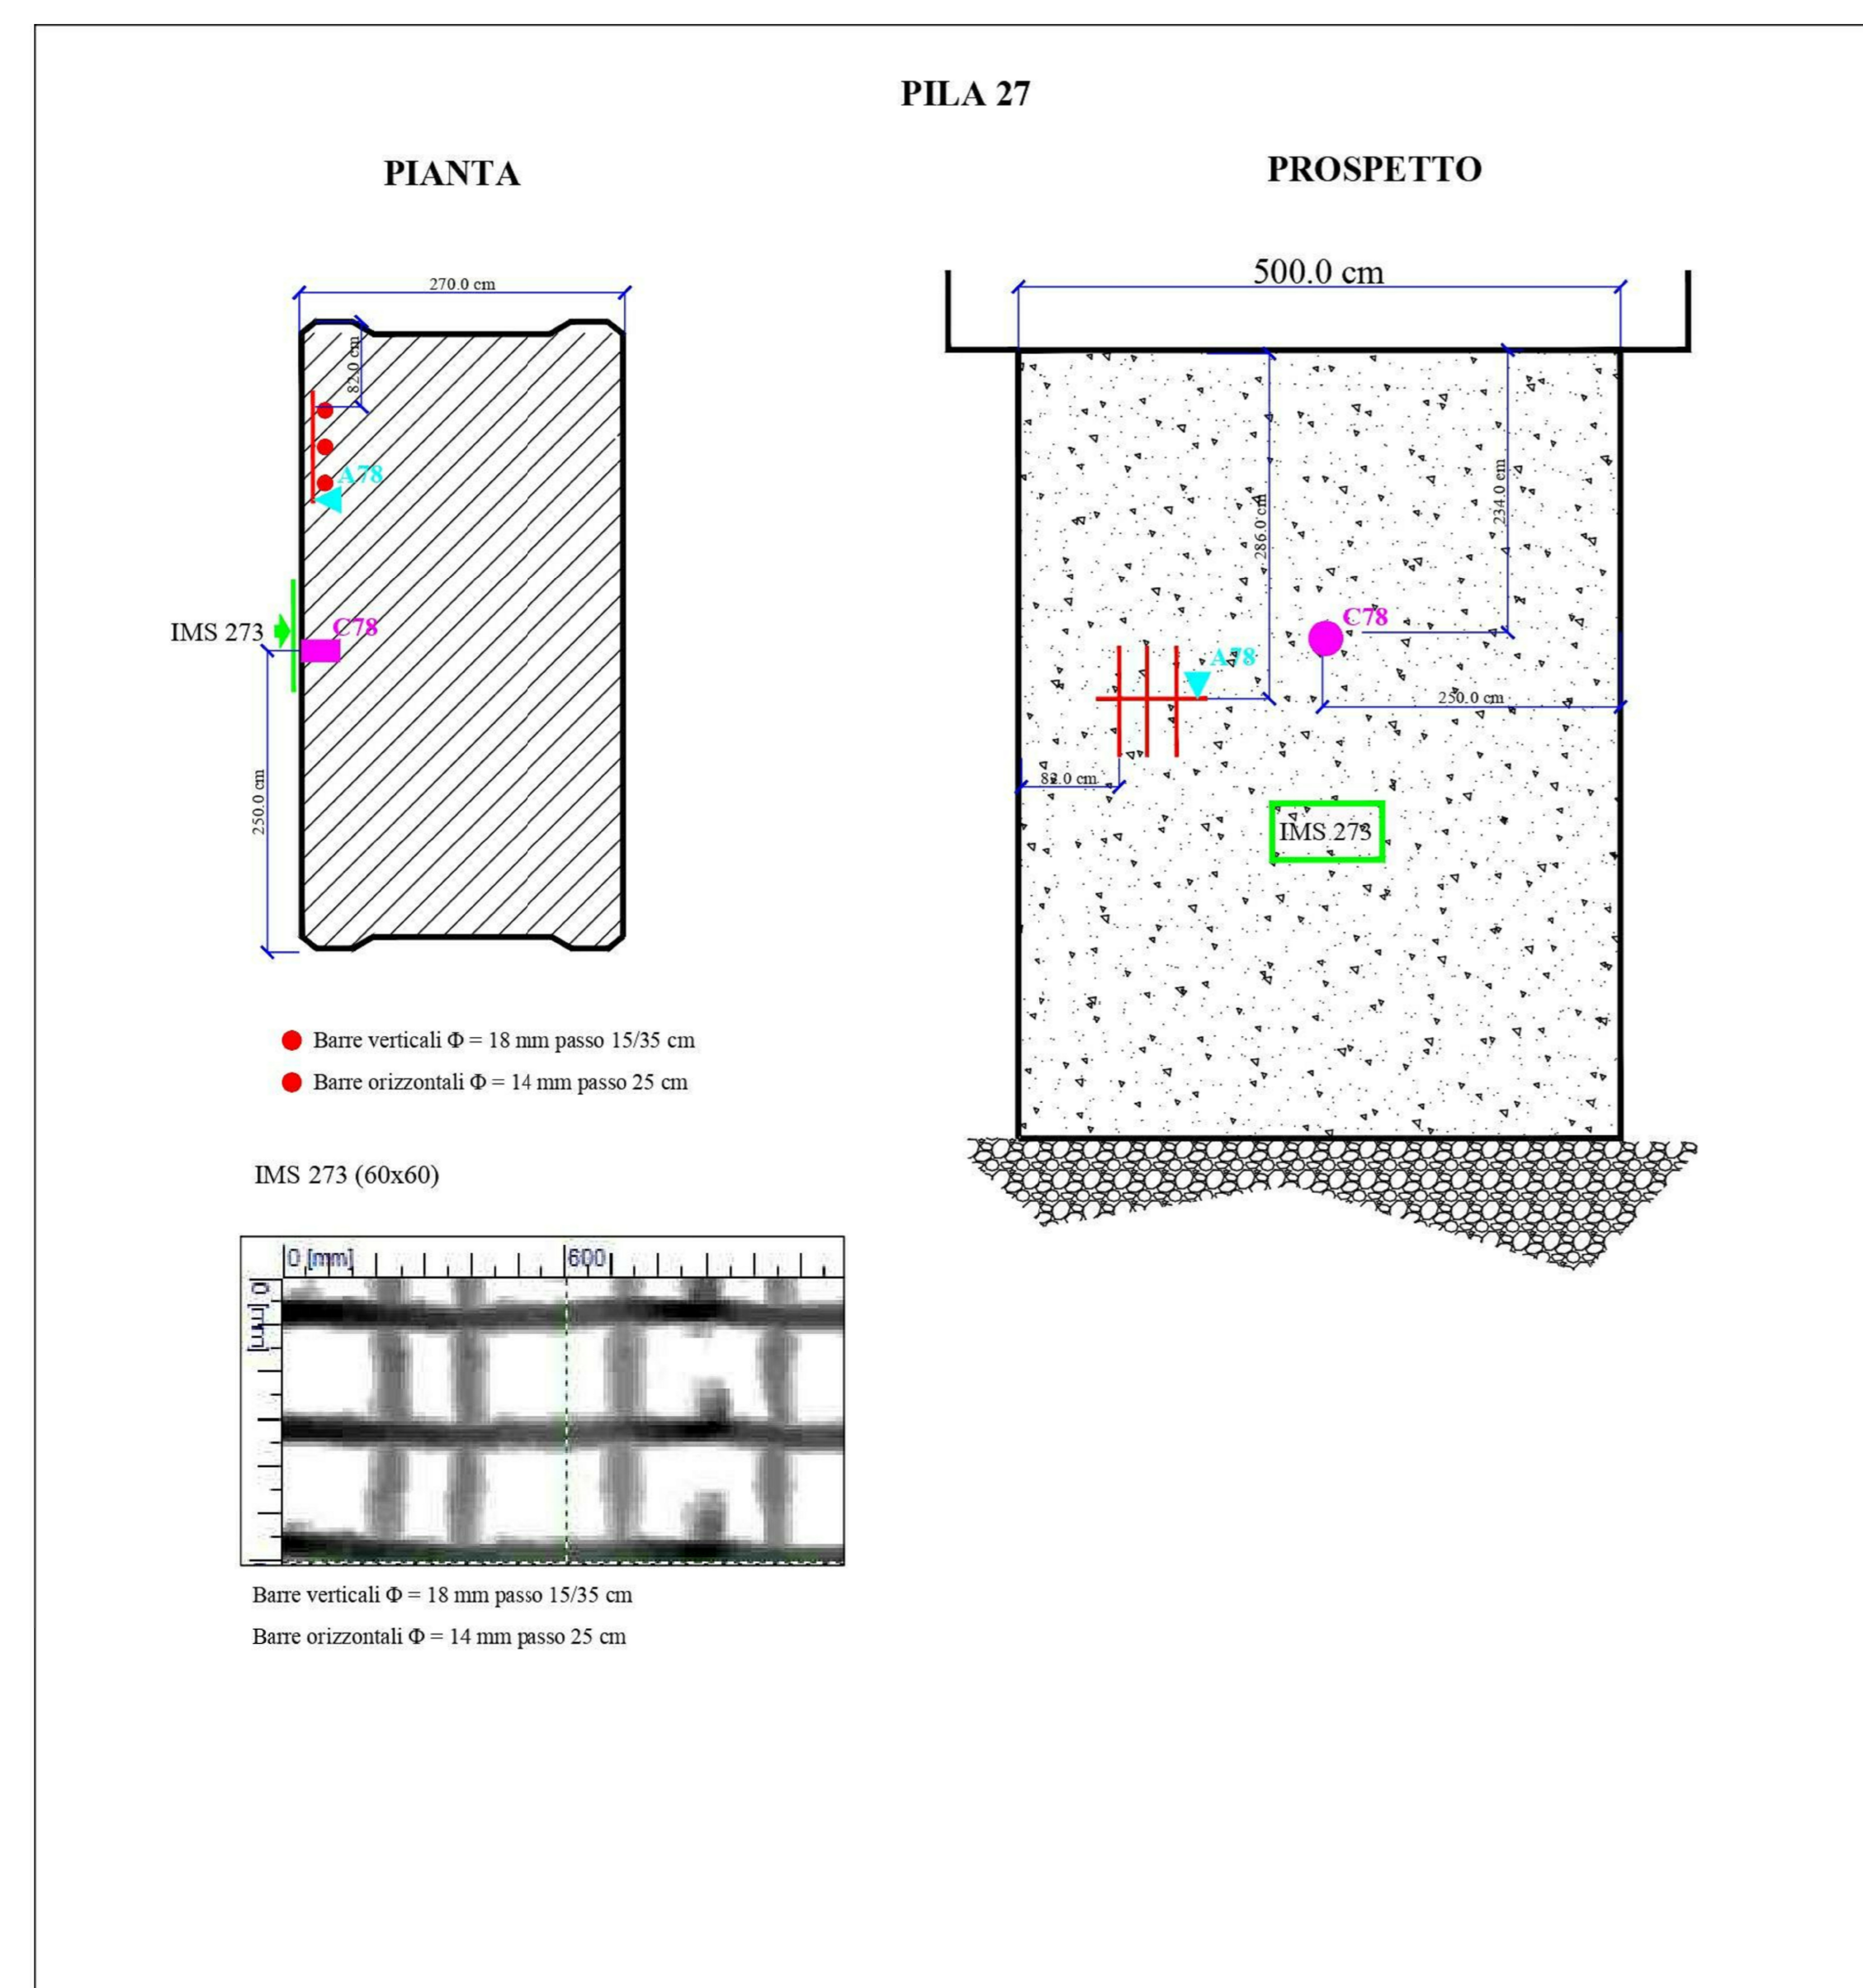 PILA 27
PIANTA
PROSPETTO
270.0 cm
82.0 cm
A78
IMS 273
C78
250.0 cm
500.0 cm
286.0 cm
234.0 cm
C78
A78
250.0 cm
82.0 cm
IMS 273
Barre verticali Φ = 18 mm passo 15/35 cm
Barre orizzontali Φ = 14 mm passo 25 cm
IMS 273 (60x60)
0 [mm] 600
0 [mm]
Barre verticali Φ = 18 mm passo 15/35 cm
Barre orizzontali Φ = 14 mm passo 25 cm